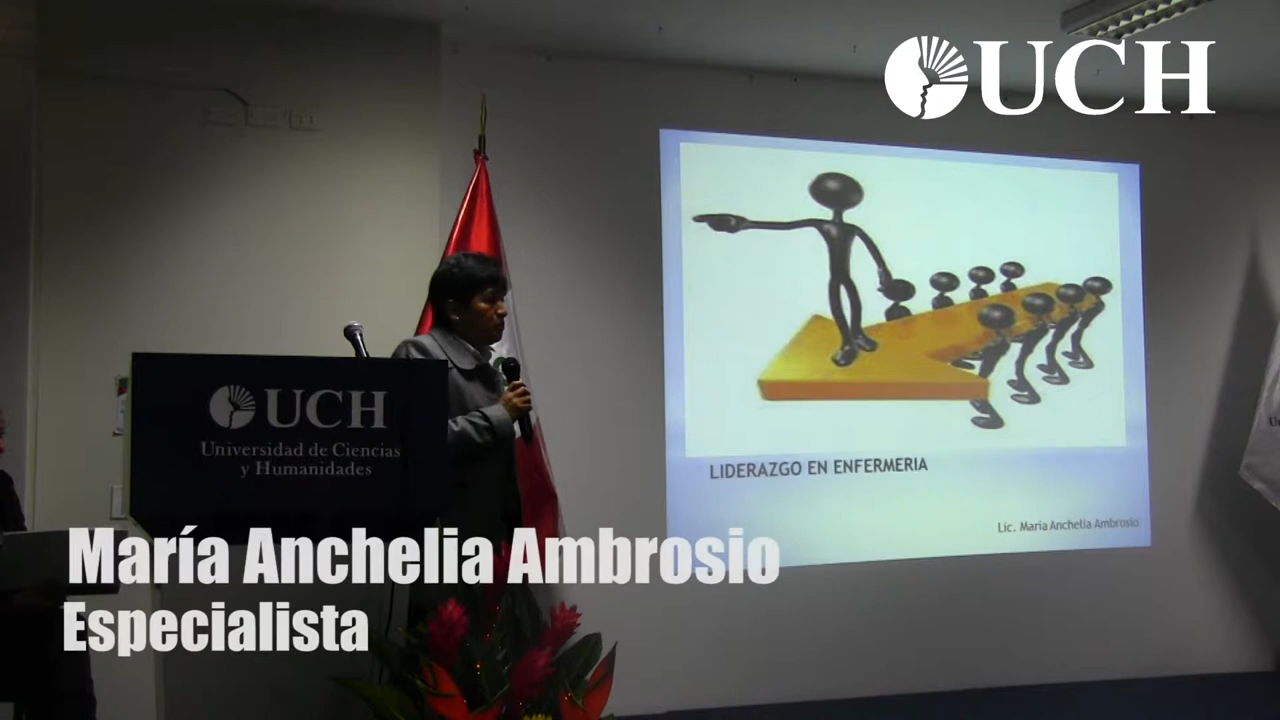 UCH
UCH
Universidad de Ciencias
y Humanidades
LIDERAZGO EN ENFERMERIA
Lic. Maria Anchelia Ambrosio
María Anchelia Ambrosio
Especialista